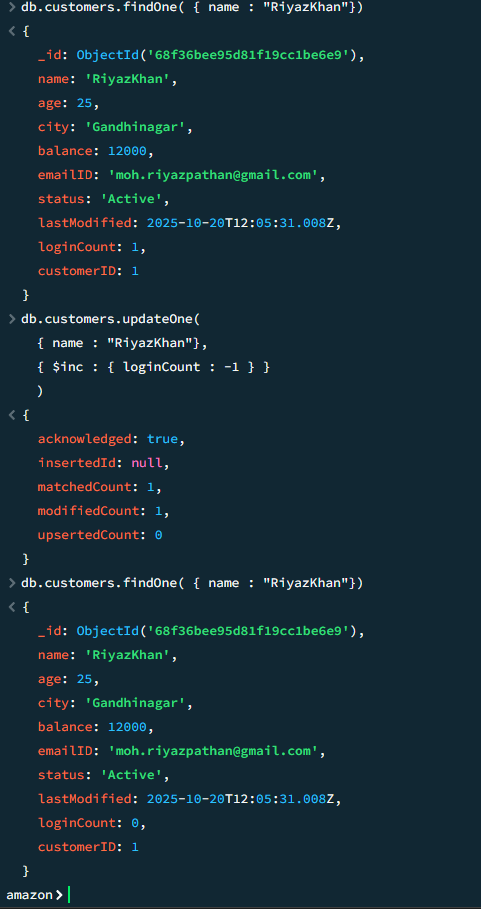 > db.customers.findOne( { name : "RiyazKhan"})
< {
_id: ObjectId('68f36bee95d81f19cc1be6e9'),
name: 'RiyazKhan',
age: 25,
city: 'Gandhinagar',
balance: 12000,
emailID: 'moh.riyazpathan@gmail.com',
status: 'Active',
lastModified: 2025-10-20T12:05:31.008Z,
loginCount: 1,
customerID: 1
}
> db.customers.updateOne(
{ name : "RiyazKhan"},
{ $inc : { loginCount : -1 } }
)
< {
acknowledged: true,
insertedId: null,
matchedCount: 1,
modifiedCount: 1,
upsertedCount: 0
}
> db.customers.findOne( { name : "RiyazKhan"})
< {
_id: ObjectId('68f36bee95d81f19cc1be6e9'),
name: 'RiyazKhan',
age: 25,
city: 'Gandhinagar',
balance: 12000,
emailID: 'moh.riyazpathan@gmail.com',
status: 'Active',
lastModified: 2025-10-20T12:05:31.008Z,
loginCount: 0,
customerID: 1
}
amazon>